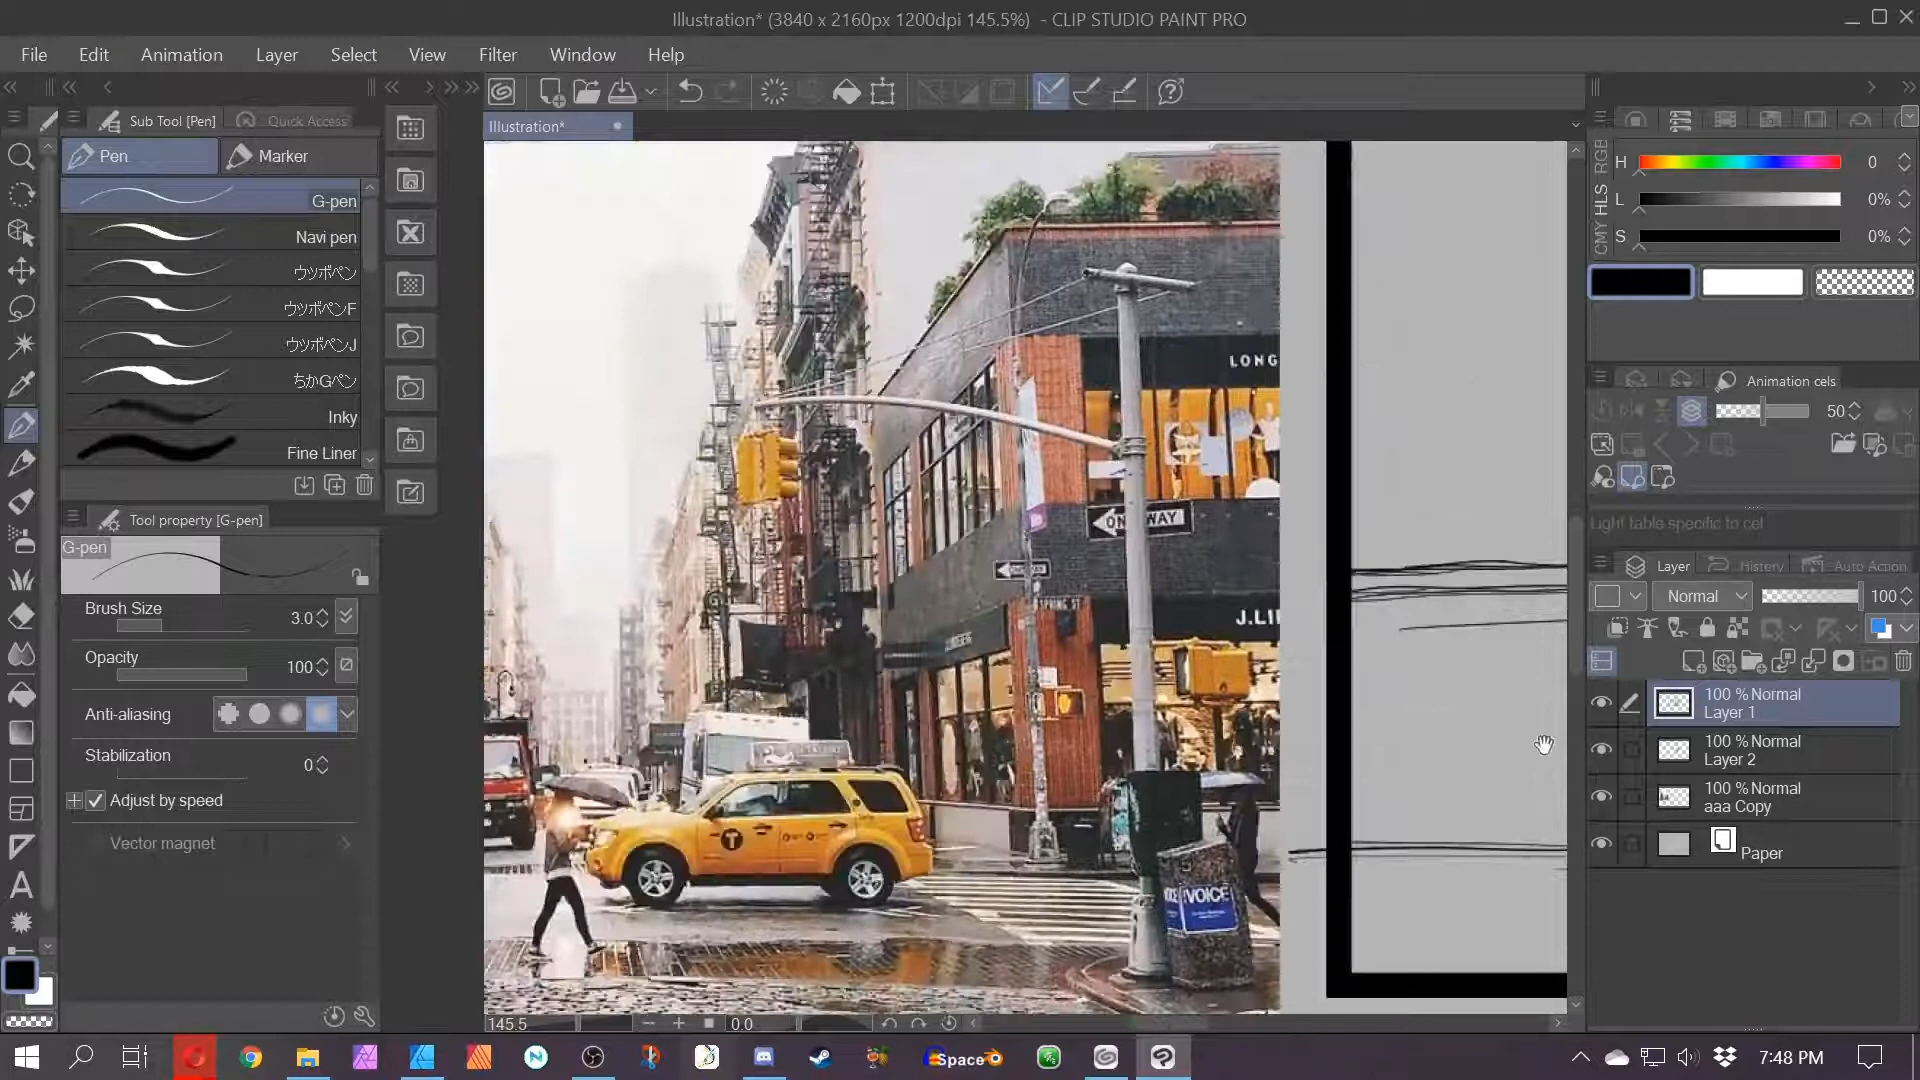 Illustration* (3840 x 2160px 1200dpi 145.5%) - CLIP STUDIO PAINT PRO
File Edit Animation Layer Select View Filter Window Help
Sub Tool [Pen] Quick Access
Pen Marker
G-pen
Navi pen
ウツボペン
ウツボペンF
ウツボペンJ
ちかGペン
Inky
Fine Liner
Tool property [G-pen]
G-pen
Brush Size 3.0
Opacity 100
Anti-aliasing
Stabilization 0
Adjust by speed
Vector magnet
Illustration*
LONG
ONE WAY
SPRING ST
J.LI
T
VOICE
145.5 0.0
RGB
HLS
CMY
H 0
L 0%
S 0%
Animation cels
50
Light table specific to cel
Layer History Auto Action
Normal 100
100 % Normal
Layer 1
100 % Normal
Layer 2
100 % Normal
aaa Copy
Paper
Space
7:48 PM